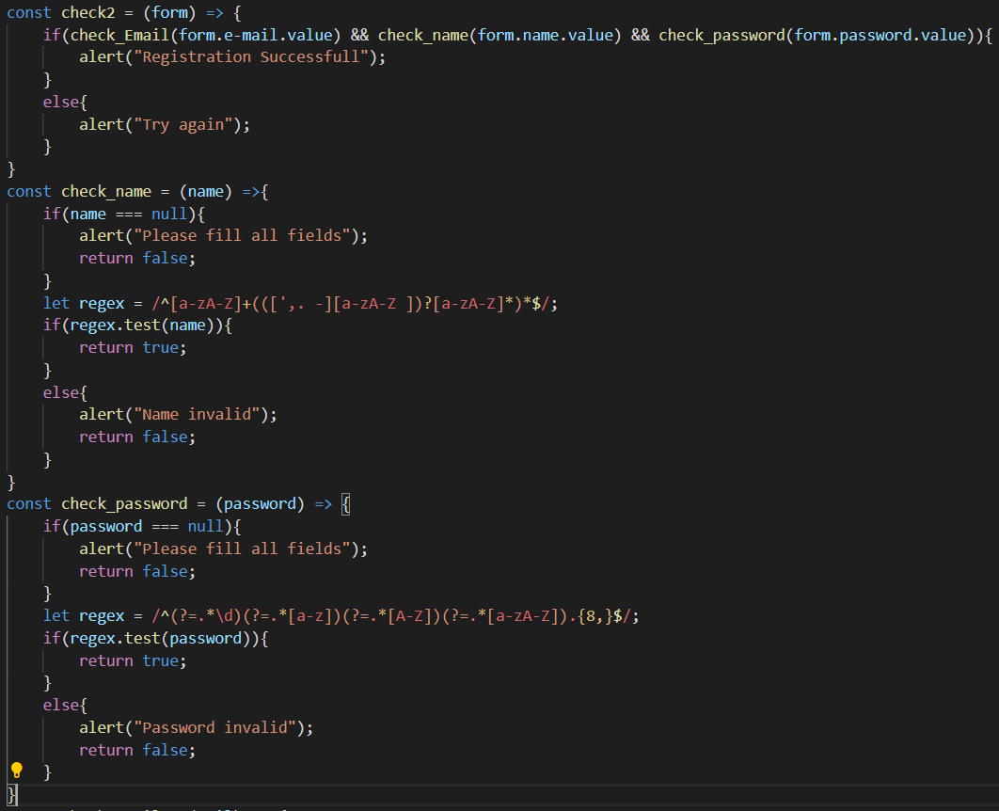 const check2 = (form) => {
    if(check_Email(form.e-mail.value) && check_name(form.name.value) && check_password(form.password.value)){
        alert("Registration Successfull");
    }
    else{
        alert("Try again");
    }
}
const check_name = (name) =>{
    if(name === null){
        alert("Please fill all fields");
        return false;
    }
    let regex = /^[a-zA-Z]+(([',. -][a-zA-Z ])?[a-zA-Z]*)*$/;
    if(regex.test(name)){
        return true;
    }
    else{
        alert("Name invalid");
        return false;
    }
}
const check_password = (password) => {
    if(password === null){
        alert("Please fill all fields");
        return false;
    }
    let regex = /^(?=.*\d)(?=.*[a-z])(?=.*[A-Z])(?=.*[a-zA-Z]).{8,}$/;
    if(regex.test(password)){
        return true;
    }
    else{
        alert("Password invalid");
        return false;
    }
}